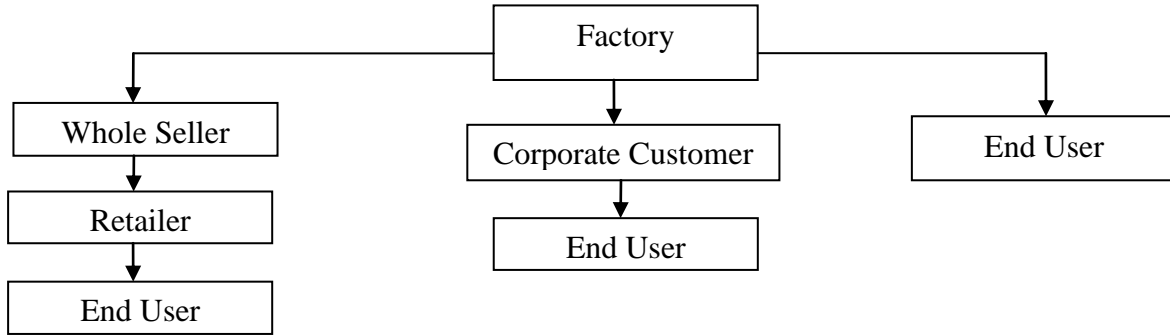 Factory
Whole Seller
Corporate Customer
End User
Retailer
End User
End User